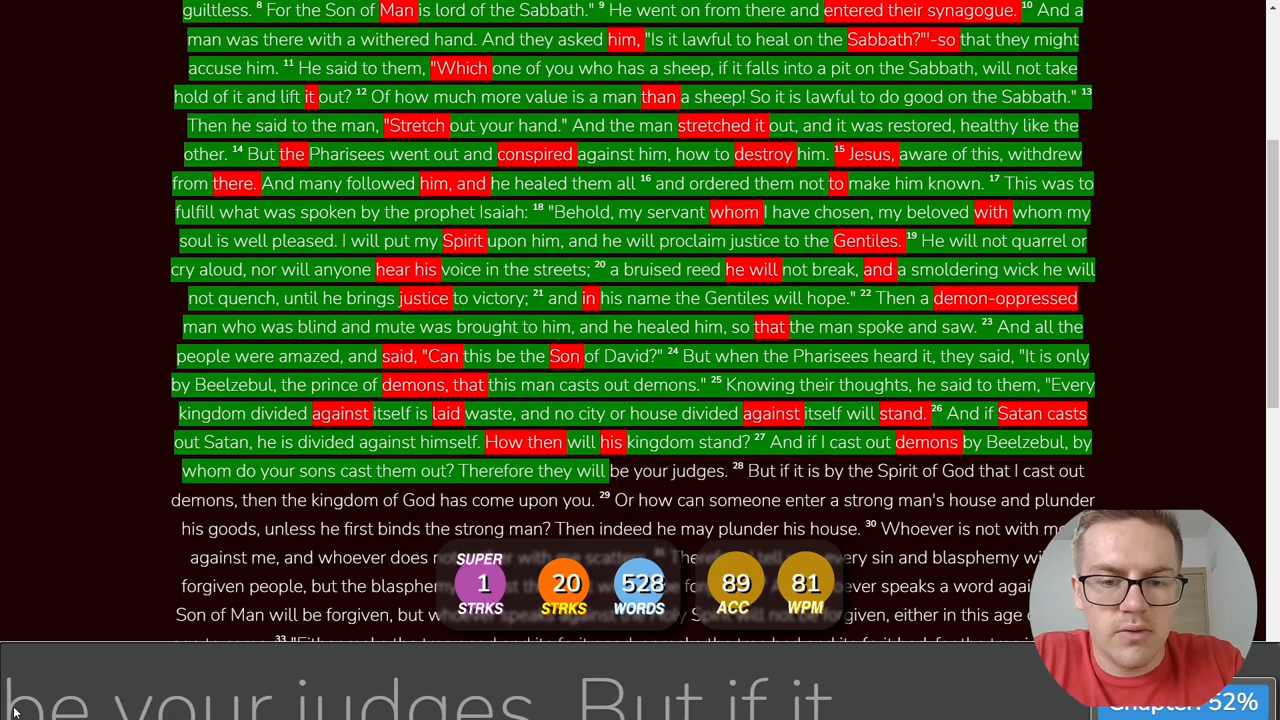 guiltless. 8 For the Son of Man is lord of the Sabbath." 9 He went on from there and entered their synagogue. 10 And a
man was there with a withered hand. And they asked him, "Is it lawful to heal on the Sabbath?"'-so that they might
accuse him. 11 He said to them, "Which one of you who has a sheep, if it falls into a pit on the Sabbath, will not take
hold of it and lift it out? 12 Of how much more value is a man than a sheep! So it is lawful to do good on the Sabbath." 13
Then he said to the man, "Stretch out your hand." And the man stretched it out, and it was restored, healthy like the
other. 14 But the Pharisees went out and conspired against him, how to destroy him. 15 Jesus, aware of this, withdrew
from there. And many followed him, and he healed them all 16 and ordered them not to make him known. 17 This was to
fulfill what was spoken by the prophet Isaiah: 18 "Behold, my servant whom I have chosen, my beloved with whom my
soul is well pleased. I will put my Spirit upon him, and he will proclaim justice to the Gentiles. 19 He will not quarrel or
cry aloud, nor will anyone hear his voice in the streets; 20 a bruised reed he will not break, and a smoldering wick he will
not quench, until he brings justice to victory; 21 and in his name the Gentiles will hope." 22 Then a demon-oppressed
man who was blind and mute was brought to him, and he healed him, so that the man spoke and saw. 23 And all the
people were amazed, and said, "Can this be the Son of David?" 24 But when the Pharisees heard it, they said, "It is only
by Beelzebul, the prince of demons, that this man casts out demons." 25 Knowing their thoughts, he said to them, "Every
kingdom divided against itself is laid waste, and no city or house divided against itself will stand. 26 And if Satan casts
out Satan, he is divided against himself. How then will his kingdom stand? 27 And if I cast out demons by Beelzebul, by
whom do your sons cast them out? Therefore they will be your judges. 28 But if it is by the Spirit of God that I cast out
demons, then the kingdom of God has come upon you. 29 Or how can someone enter a strong man's house and plunder
his goods, unless he first binds the strong man? Then indeed he may plunder his house. 30 Whoever is not with
against me, and whoever does
forgiven people, but the
Son of Man will be forgiven, but
given, either in this age
SUPER
1
STRKS
20
STRKS
528
WORDS
89
ACC
81
WPM
be your judges. But if it
Chapter: 52%